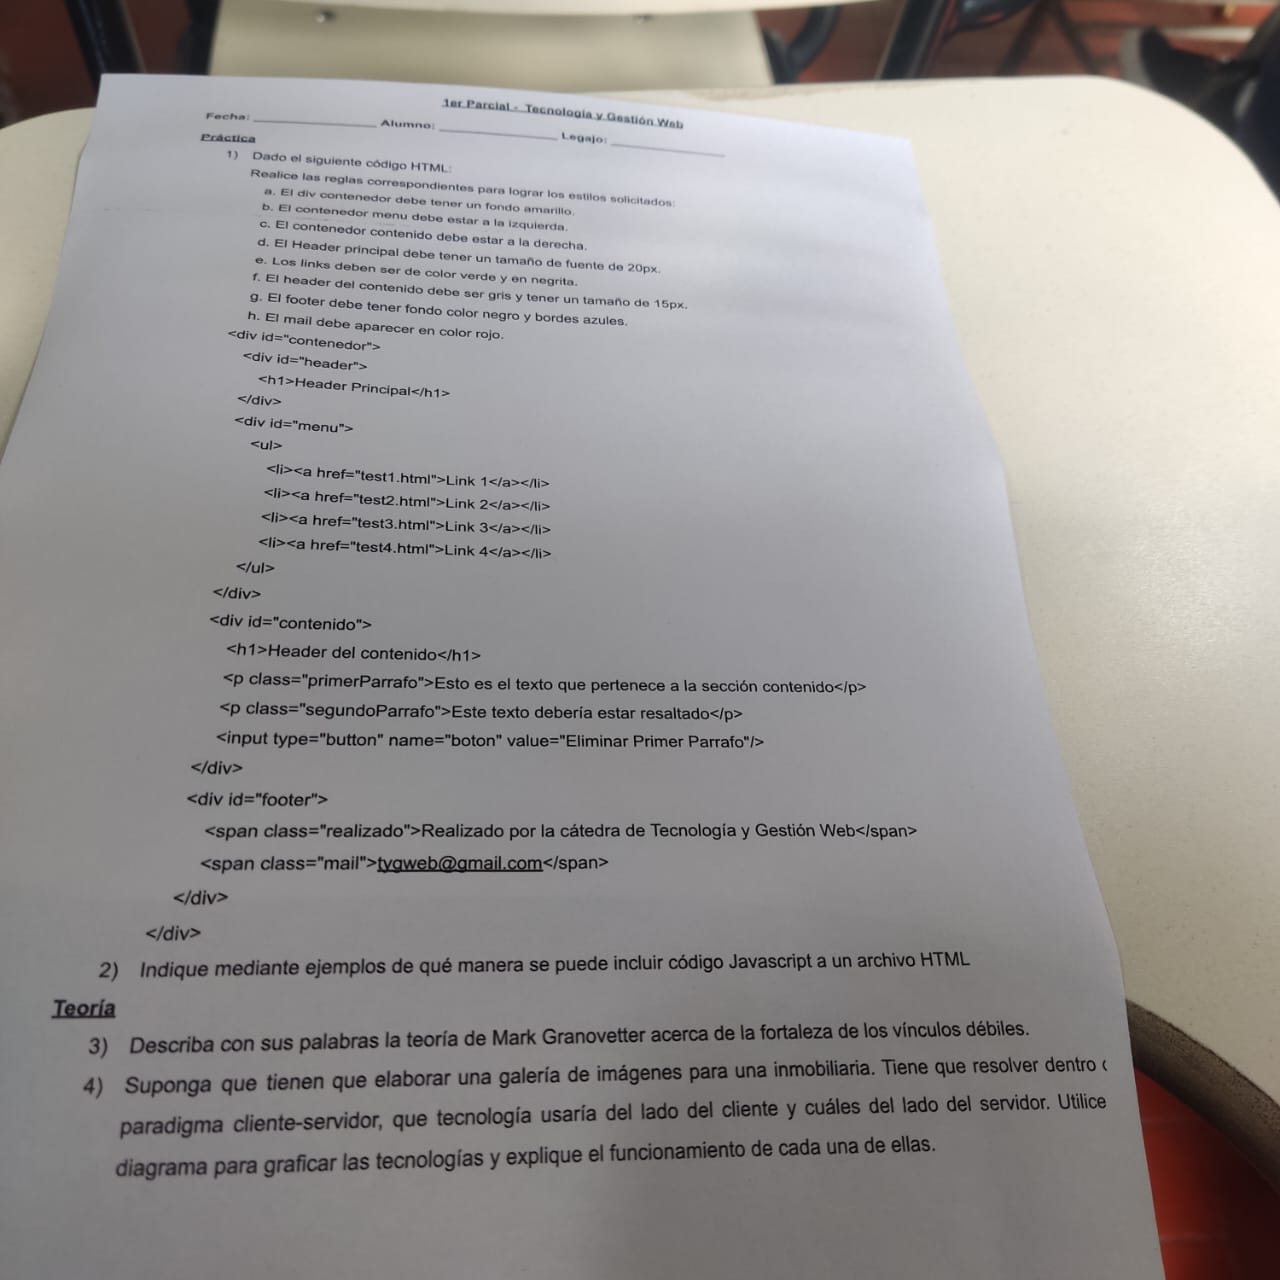 1er Parcial - Tecnología y Gestión Web
Fecha: ____________ Alumno: ____________ Legajo: ____________
Práctica
1) Dado el siguiente código HTML:
Realice las reglas correspondientes para lograr los estilos solicitados:
a. El div contenedor debe tener un fondo amarillo.
b. El contenedor menu debe estar a la izquierda.
c. El contenedor contenido debe estar a la derecha.
d. El Header principal debe tener un tamaño de fuente de 20px.
e. Los links deben ser de color verde y en negrita.
f. El header del contenido debe ser gris y tener un tamaño de 15px.
g. El footer debe tener fondo color negro y bordes azules.
h. El mail debe aparecer en color rojo.
<div id="contenedor">
<div id="header">
<h1>Header Principal</h1>
</div>
<div id="menu">
<ul>
<li><a href="test1.html">Link 1</a></li>
<li><a href="test2.html">Link 2</a></li>
<li><a href="test3.html">Link 3</a></li>
<li><a href="test4.html">Link 4</a></li>
</ul>
</div>
<div id="contenido">
<h1>Header del contenido</h1>
<p class="primerParrafo">Esto es el texto que pertenece a la sección contenido</p>
<p class="segundoParrafo">Este texto debería estar resaltado</p>
<input type="button" name="boton" value="Eliminar Primer Parrafo"/>
</div>
<div id="footer">
<span class="realizado">Realizado por la cátedra de Tecnología y Gestión Web</span>
<span class="mail">tygweb@gmail.com</span>
</div>
</div>
2) Indique mediante ejemplos de qué manera se puede incluir código Javascript a un archivo HTML
Teoría
3) Describa con sus palabras la teoría de Mark Granovetter acerca de la fortaleza de los vínculos débiles.
4) Suponga que tienen que elaborar una galería de imágenes para una inmobiliaria. Tiene que resolver dentro
paradigma cliente-servidor, que tecnología usaría del lado del cliente y cuáles del lado del servidor. Utilice
diagrama para graficar las tecnologías y explique el funcionamiento de cada una de ellas.